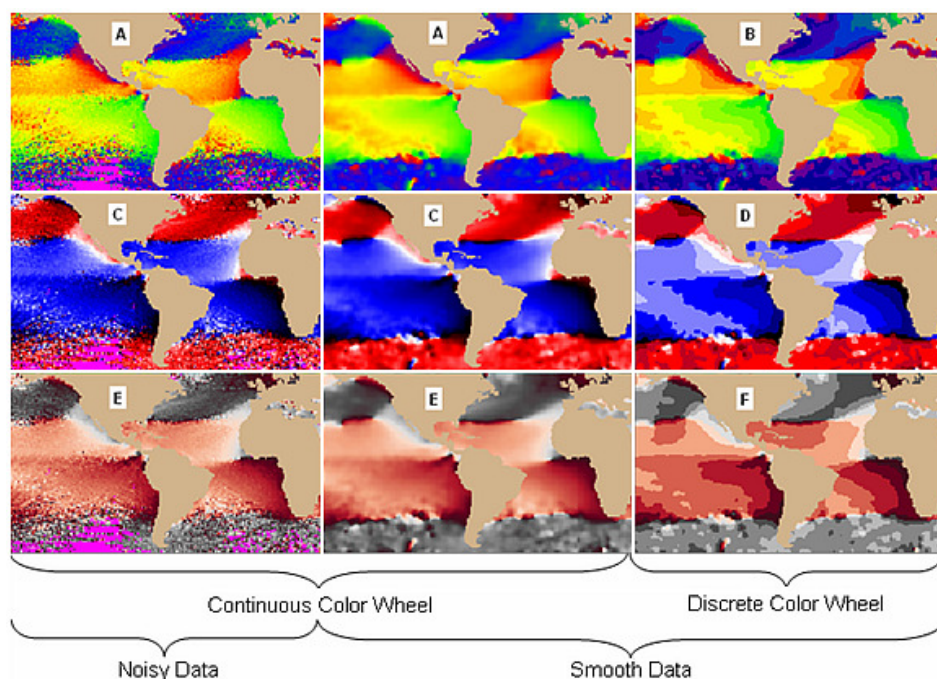 A A B
C C D
E E F
Continuous Color Wheel Discrete Color Wheel
Noisy Data Smooth Data